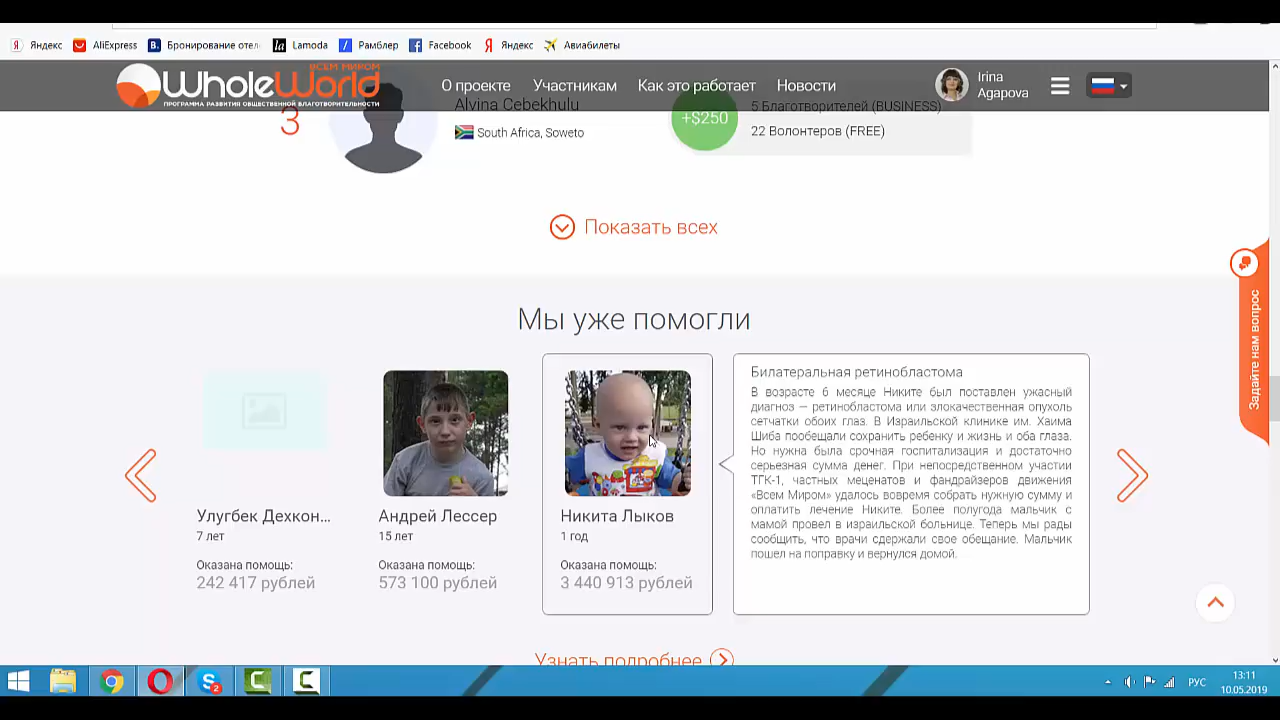 Яндекс AliExpress Бронирование отел Lamoda Рамблер Facebook Яндекс Авиабилеты
ВСЕМ МИРОМ
WholeWorld
ПРОГРАММА РАЗВИТИЯ ОБЩЕСТВЕННОЙ БЛАГОТВОРИТЕЛЬНОСТИ
О проекте Участникам Как это работает Новости
Irina
Agapova
3
Alvina Cebekhulu
South Africa, Soweto
+$250
5 Благотворителей (BUSINESS)
22 Волонтеров (FREE)
Показать всех
Задайте нам вопрос
Мы уже помогли
Улугбек Дехкон...
7 лет
Оказана помощь:
242 417 рублей
Андрей Лессер
15 лет
Оказана помощь:
573 100 рублей
Никита Лыков
1 год
Оказана помощь:
3 440 913 рублей
Билатеральная ретинобластома
В возрасте 6 месяце Никите был поставлен ужасный
диагноз — ретинобластома или злокачественная опухоль
сетчатки обоих глаз. В Израильской клинике им. Хаима
Шиба пообещали сохранить ребенку и жизнь и оба глаза.
Но нужна была срочная госпитализация и достаточно
серьезная сумма денег. При непосредственном участии
ТГК-1, частных меценатов и фандрайзеров движения
«Всем Миром» удалось вовремя собрать нужную сумму и
оплатить лечение Никите. Более полугода мальчик с
мамой провел в израильской больнице. Теперь мы рады
сообщить, что врачи сдержали свое обещание. Мальчик
пошел на поправку и вернулся домой.
Узнать подробнее
2
РУС
13:11
10.05.2019